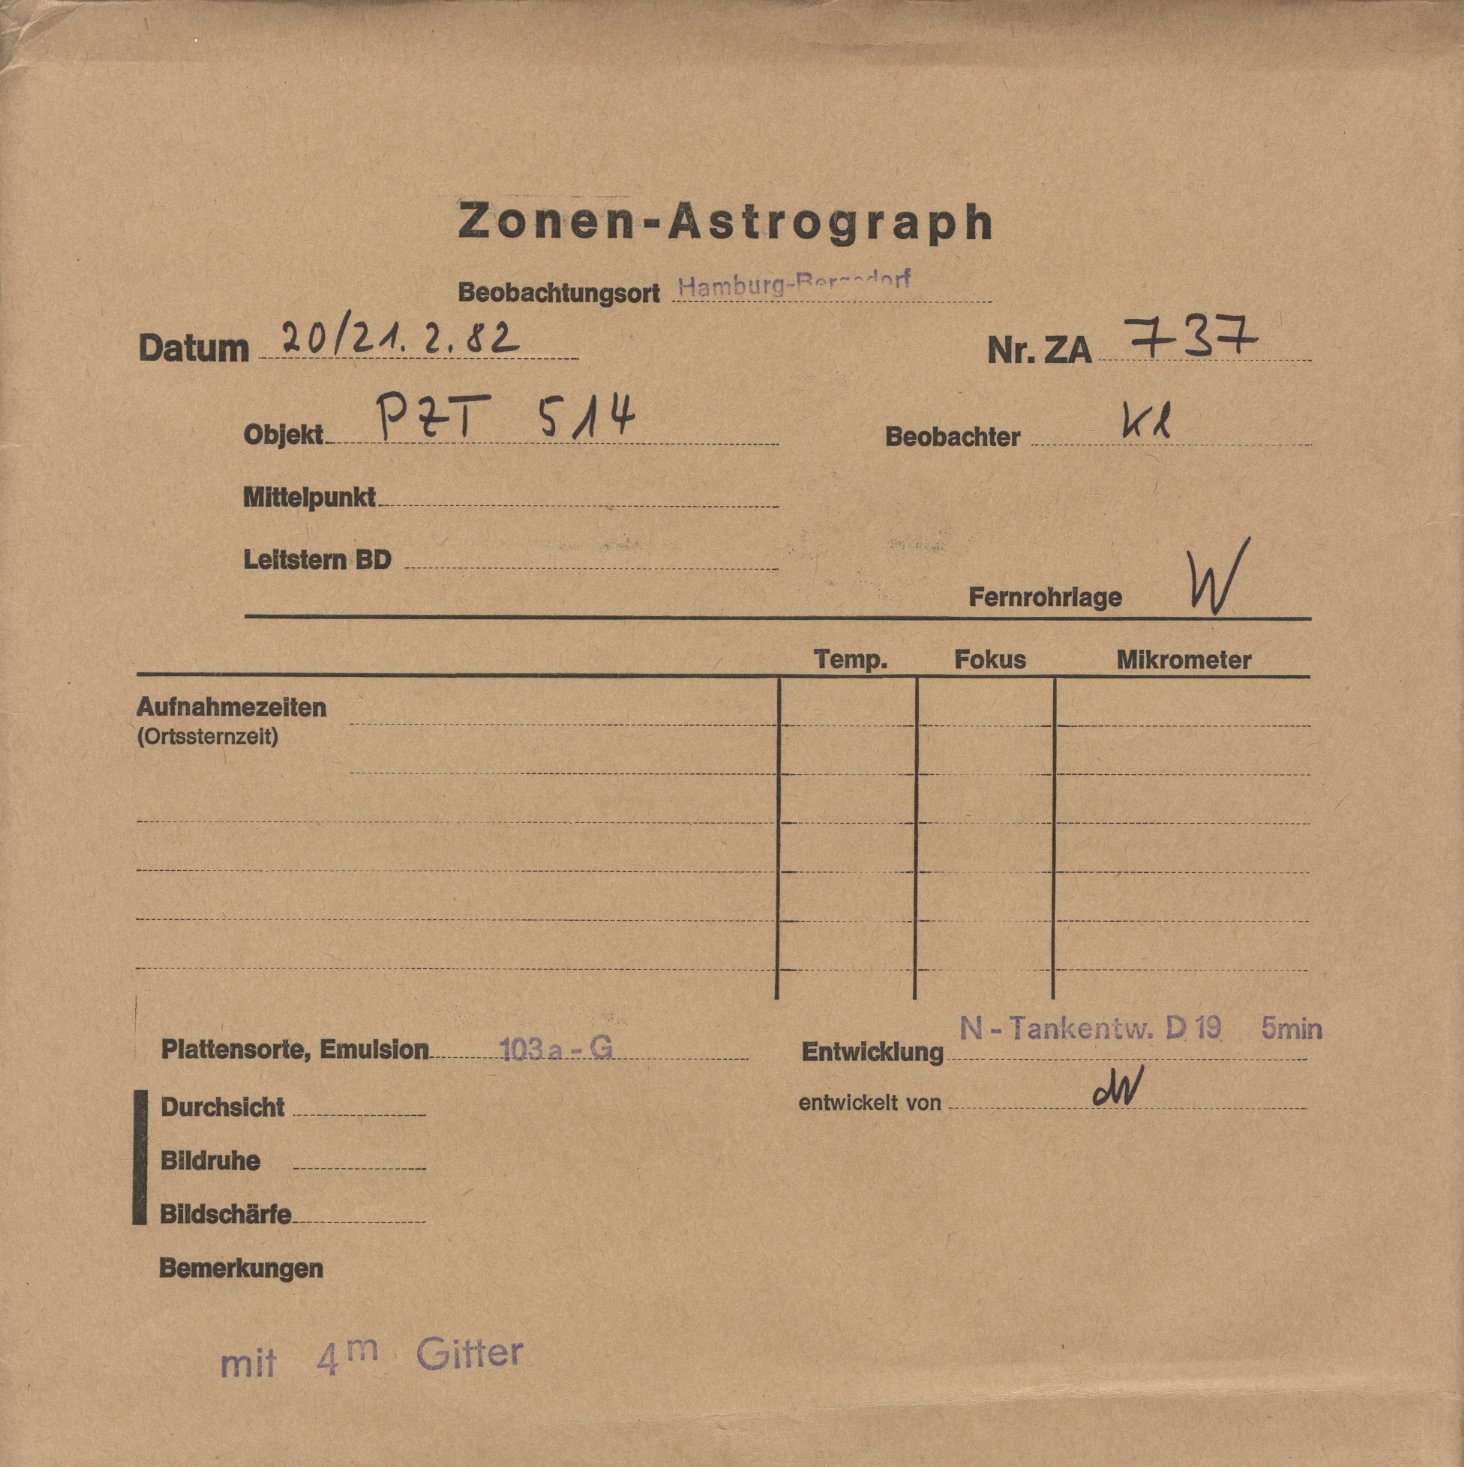 Zonen-Astrograph
Beobachtungsort Hamburg-Bergedorf
Datum 20/21. 2. 82 Nr. ZA 737
Objekt PZT 514 Beobachter Kl
Mittelpunkt
Leitstern BD
Fernrohrlage W
Temp. Fokus Mikrometer
Aufnahmezeiten
(Ortssternzeit)
N - Tankentw. D 19 5min
Plattensorte, Emulsion 103a - G Entwicklung
Durchsicht entwickelt von dW
Bildruhe
Bildschärfe
Bemerkungen
mit 4m Gitter